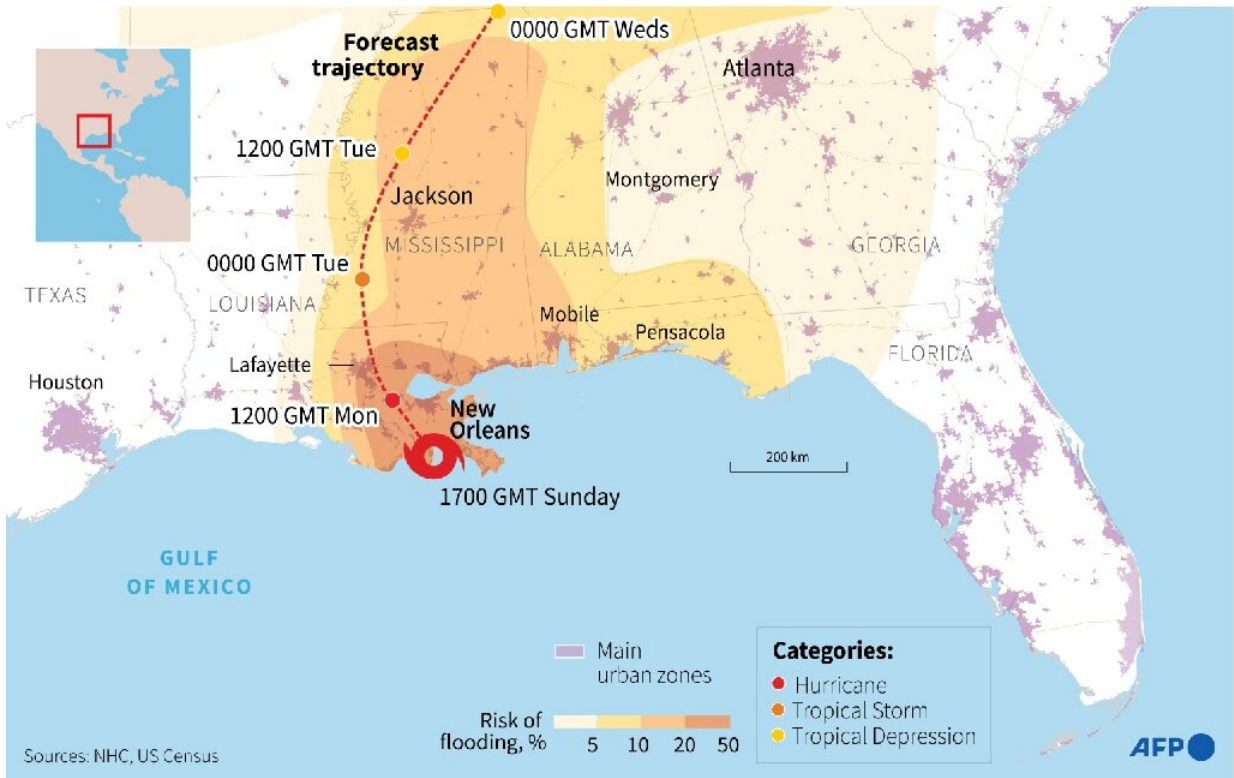 0000 GMT Weds
Forecast
trajectory
Atlanta
1200 GMT Tue
Montgomery
Jackson
MISSISSIPPI
ALABAMA
GEORGIA
0000 GMT Tue
TEXAS
LOUISIANA
Mobile
Pensacola
FLORIDA
Lafayette
Houston
1200 GMT Mon
New
Orleans
200 km
1700 GMT Sunday
GULF
OF MEXICO
Main
urban zones
Risk of
flooding, %
5 10 20 50
Categories:
Hurricane
Tropical Storm
Tropical Depression
Sources: NHC, US Census
AFP